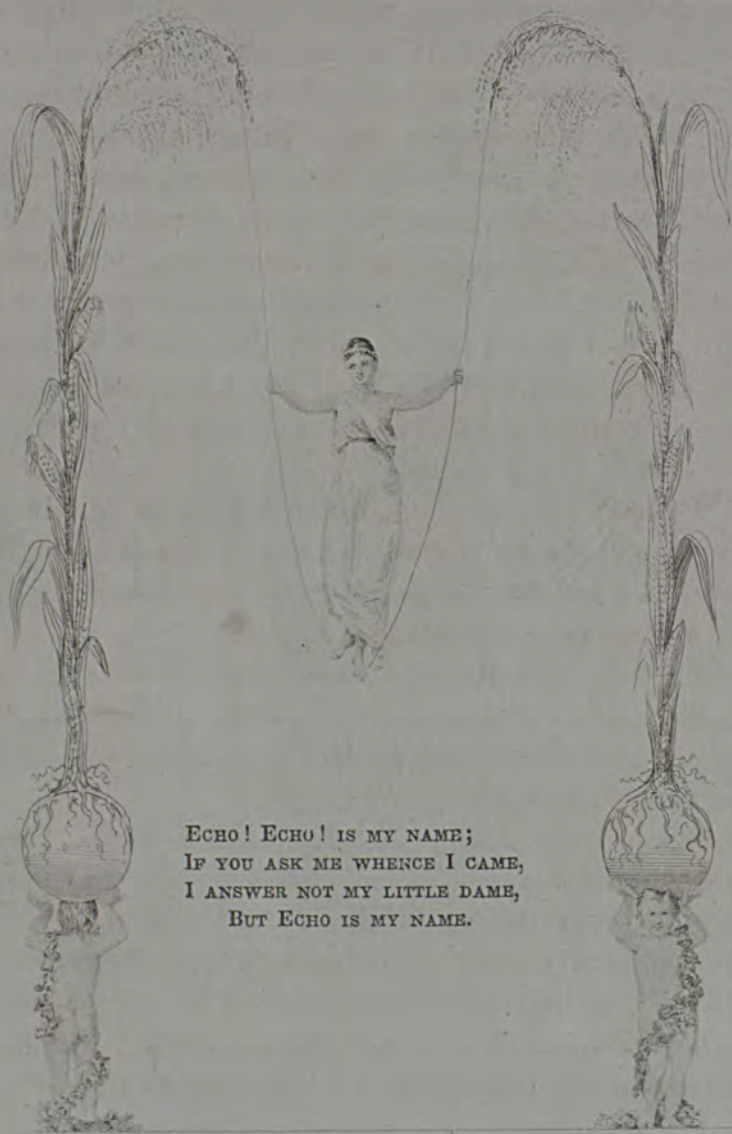 ECHO! ECHO! IS MY NAME;
IF YOU ASK ME WHENCE I CAME,
I ANSWER NOT MY LITTLE DAME,
BUT ECHO IS MY NAME.